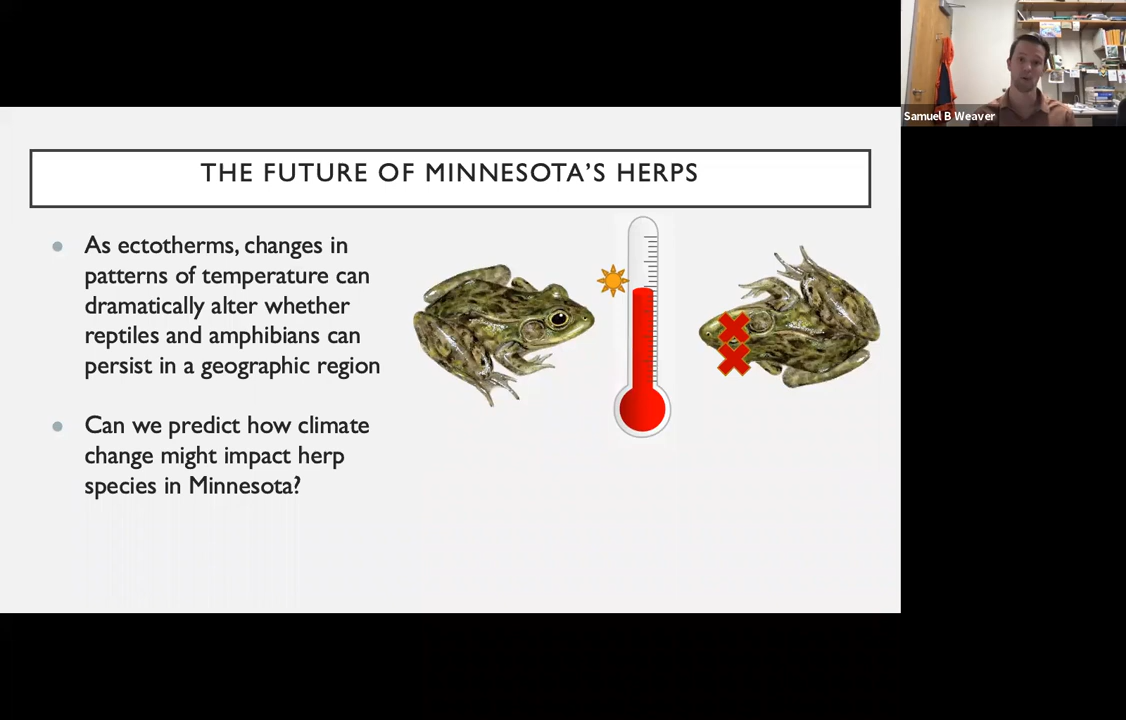 Samuel B Weaver
THE FUTURE OF MINNESOTA'S HERPS
As ectotherms, changes in
patterns of temperature can
dramatically alter whether
reptiles and amphibians can
persist in a geographic region
Can we predict how climate
change might impact herp
species in Minnesota?